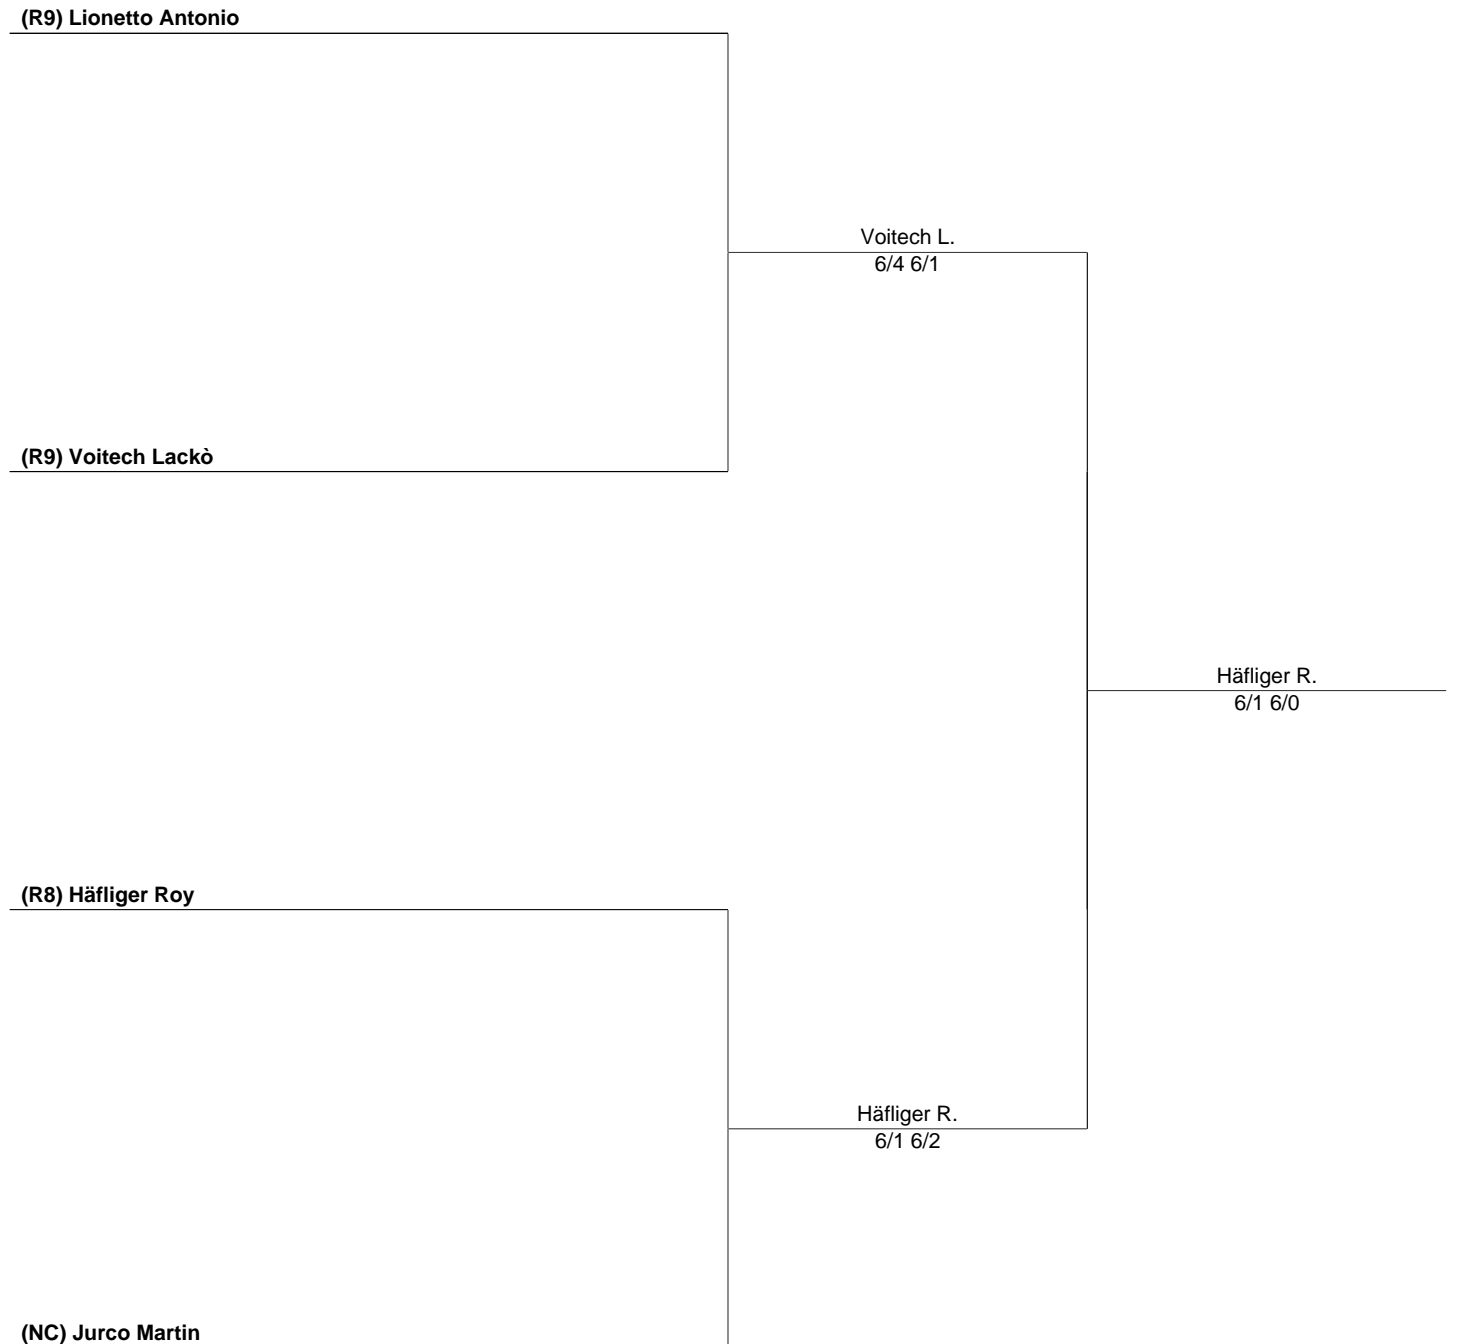 (R9) Lionetto Antonio
Voitech L.
6/4 6/1
(R9) Voitech Lackò
Häfliger R.
6/1 6/0
(R8) Häfliger Roy
Häfliger R.
6/1 6/2
(NC) Jurco Martin